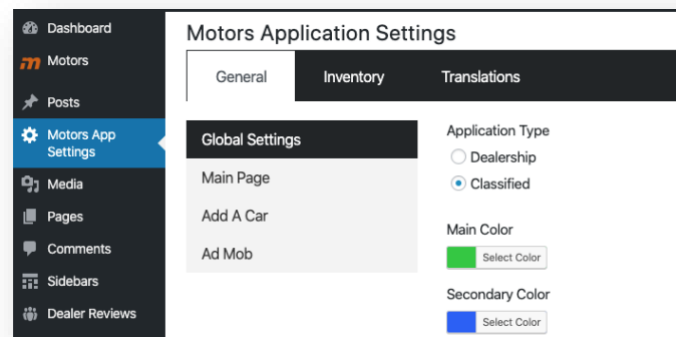 Dashboard
Motors
Posts
Motors App
Settings
Media
Pages
Comments
Sidebars
Dealer Reviews
Motors Application Settings
General Inventory Translations
Global Settings
Main Page
Add A Car
Ad Mob
Application Type
Dealership
Classified
Main Color
Select Color
Secondary Color
Select Color